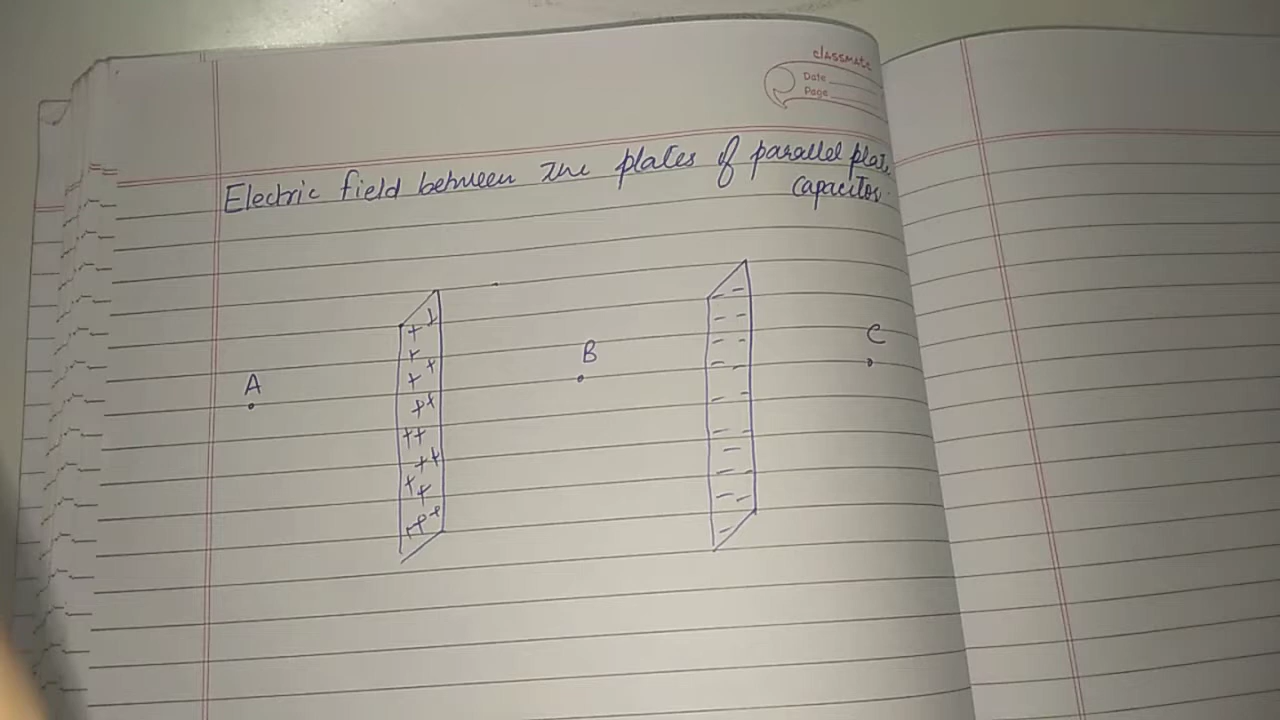 classmate
Date
Page
Electric field between the plates of parallel plate
capacitor.
A
B
C
+ +
+
+ +
+ +
+ +
+ +
+ +
+ + +
– –
– –
– –
– –
– –
– –
–
– –
– –
–